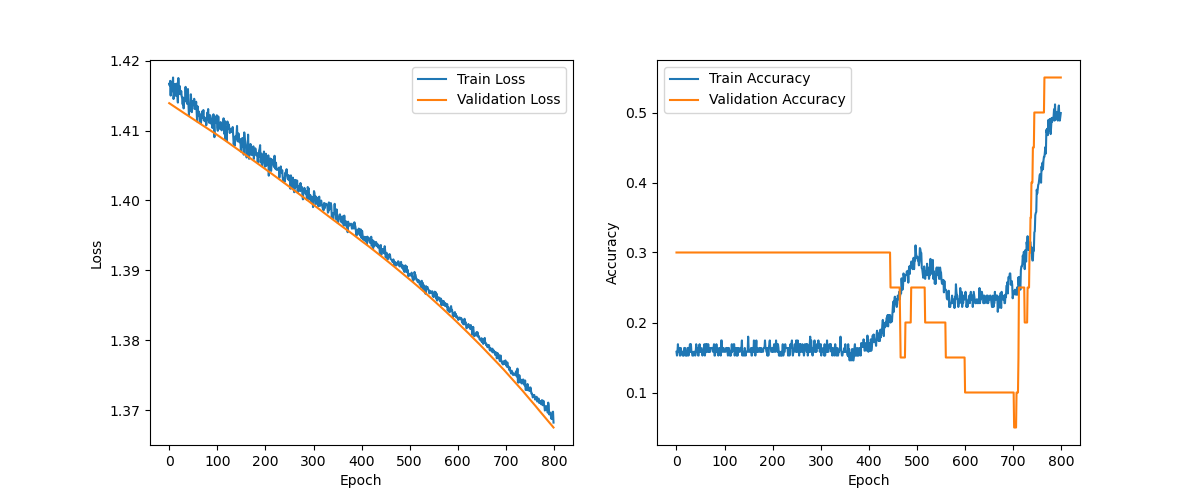 1.42
1.41
1.40
1.39
1.38
1.37
Loss
0 100 200 300 400 500 600 700 800
Epoch
Train Loss
Validation Loss
0.5
0.4
0.3
0.2
0.1
Accuracy
0 100 200 300 400 500 600 700 800
Epoch
Train Accuracy
Validation Accuracy